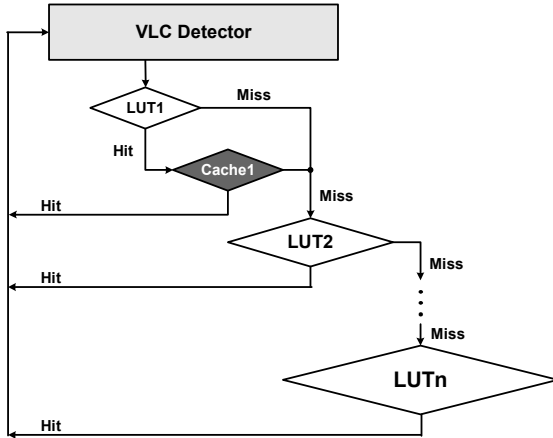 VLC Detector
LUT1
Miss
Hit
Cache1
Miss
Hit
LUT2
Miss
Hit
Miss
LUTn
Hit